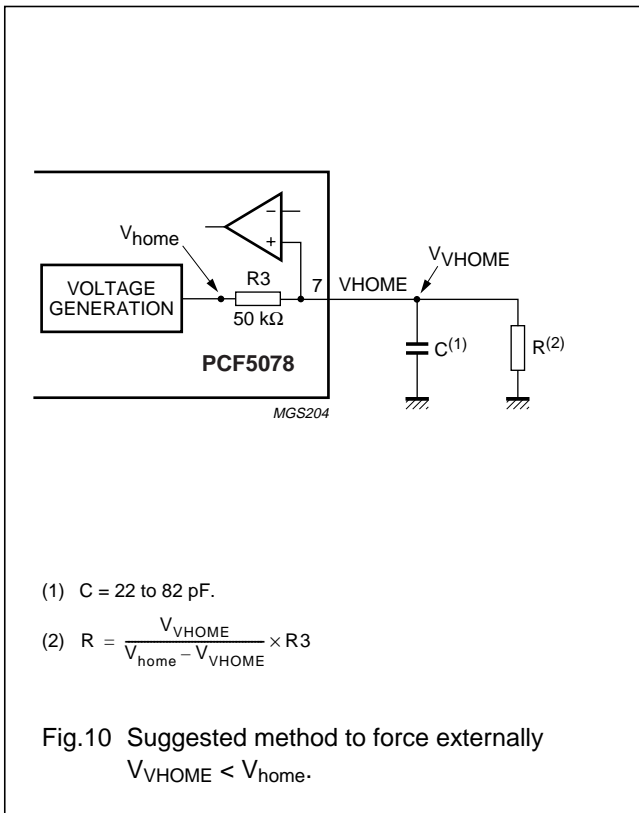 V_home
VOLTAGE
GENERATION
−
+
R3
50 kΩ
7
VHOME
V_VHOME
C(1)
R(2)
PCF5078
MGS204
(1) C = 22 to 82 pF.
(2) R = V_VHOME / (V_home − V_VHOME) × R3
Fig.10 Suggested method to force externally
V_VHOME < V_home.